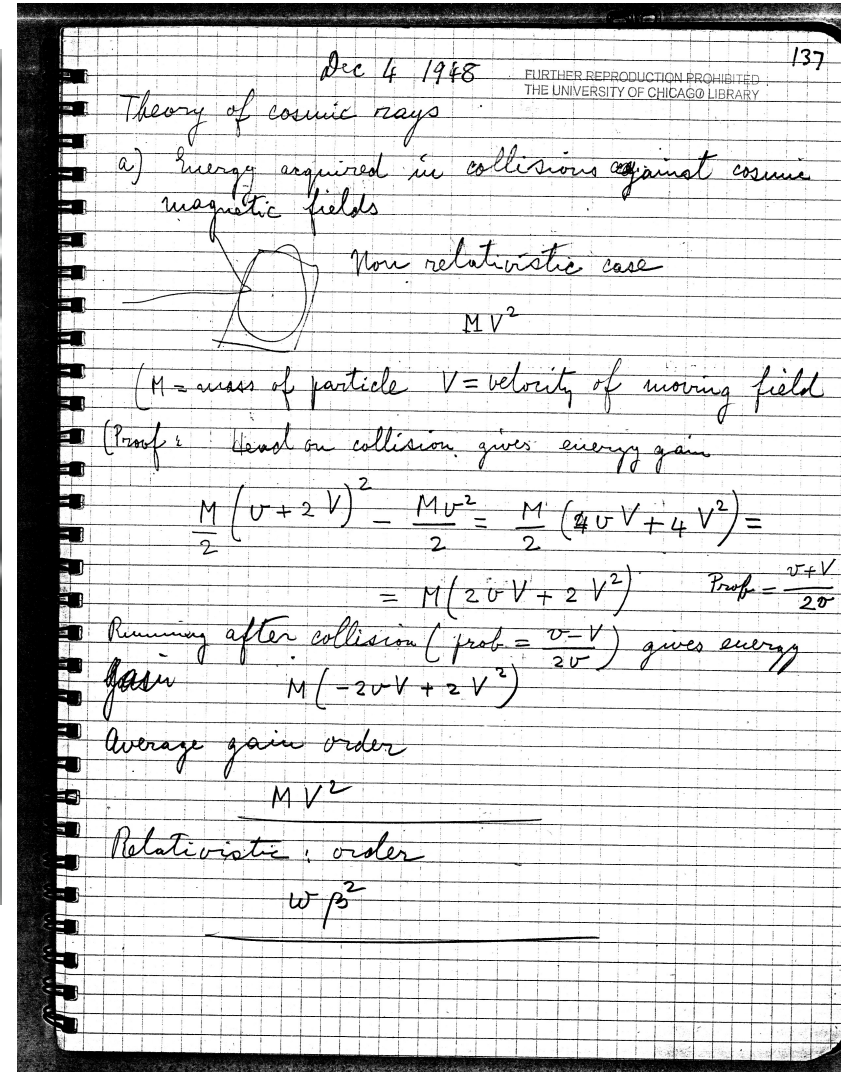 137
Dec 4 1948
FURTHER REPRODUCTION PROHIBITED
THE UNIVERSITY OF CHICAGO LIBRARY
Theory of cosmic rays
a) Energy acquired in collisions against cosmic
magnetic fields
Non relativistic case
MV²
(M = mass of particle V = velocity of moving field
(Proof: Head on collision gives energy gain
M/2 (v + 2V)² - Mv²/2 = M/2 (4vV + 4V²) =
= M(2vV + 2V²) Prob = v+V/2v
Running after collision (prob = v-V/2v) gives energy
gain M(-2vV + 2V²)
Average gain order
MV²
Relativistic: order
wβ²